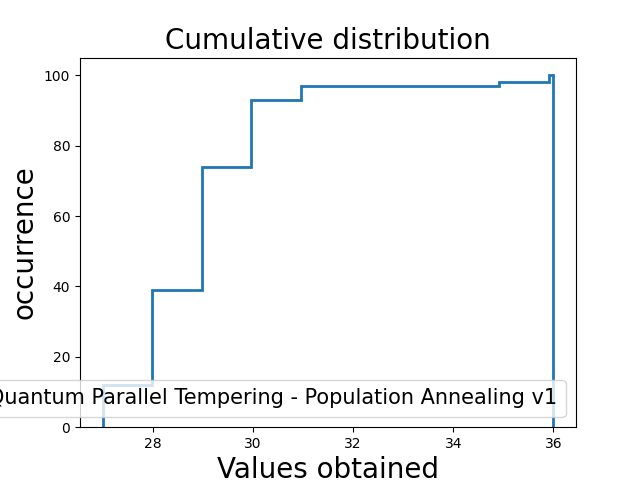 Cumulative distribution
occurrence
100
80
60
40
20
0
Quantum Parallel Tempering - Population Annealing v1
28 30 32 34 36
Values obtained